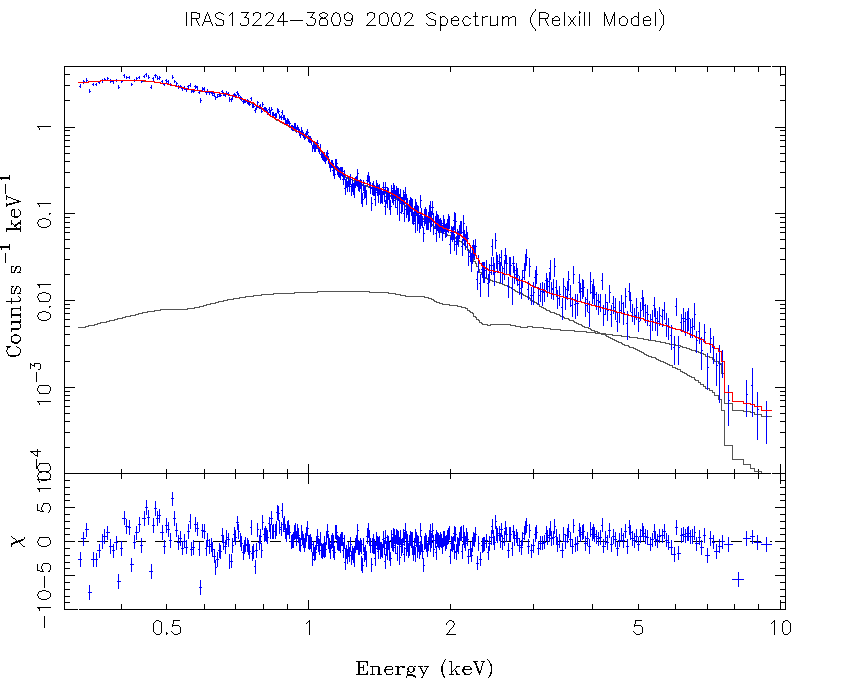 IRAS13224−3809 2002 Spectrum (Relxill Model)
Counts s⁻¹ keV⁻¹
1
0.1
0.01
10⁻³
10⁻⁴
χ
5
0
−5
−10
0.5 1 2 5 10
Energy (keV)